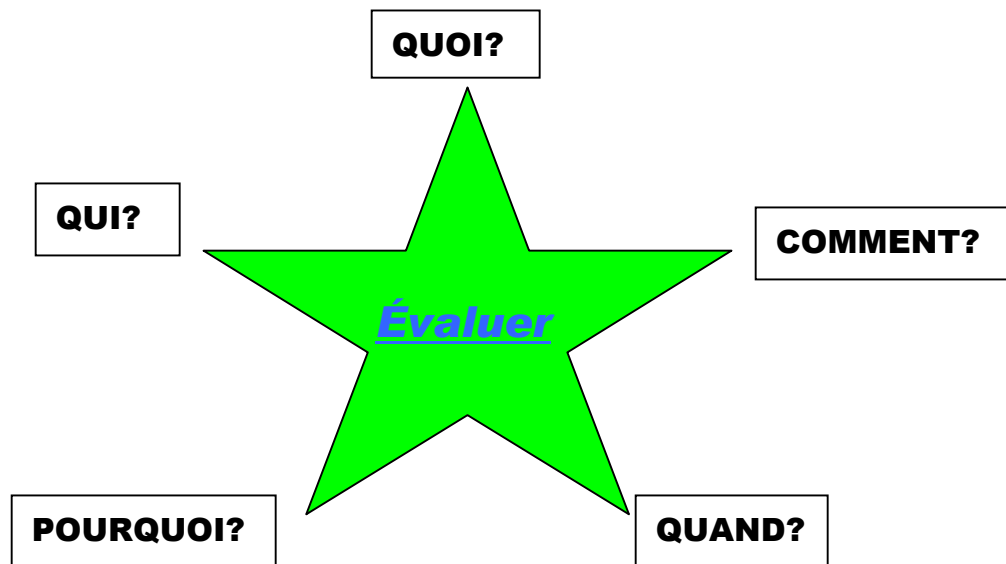 QUOI?
QUI?
COMMENT?
Évaluer
POURQUOI?
QUAND?